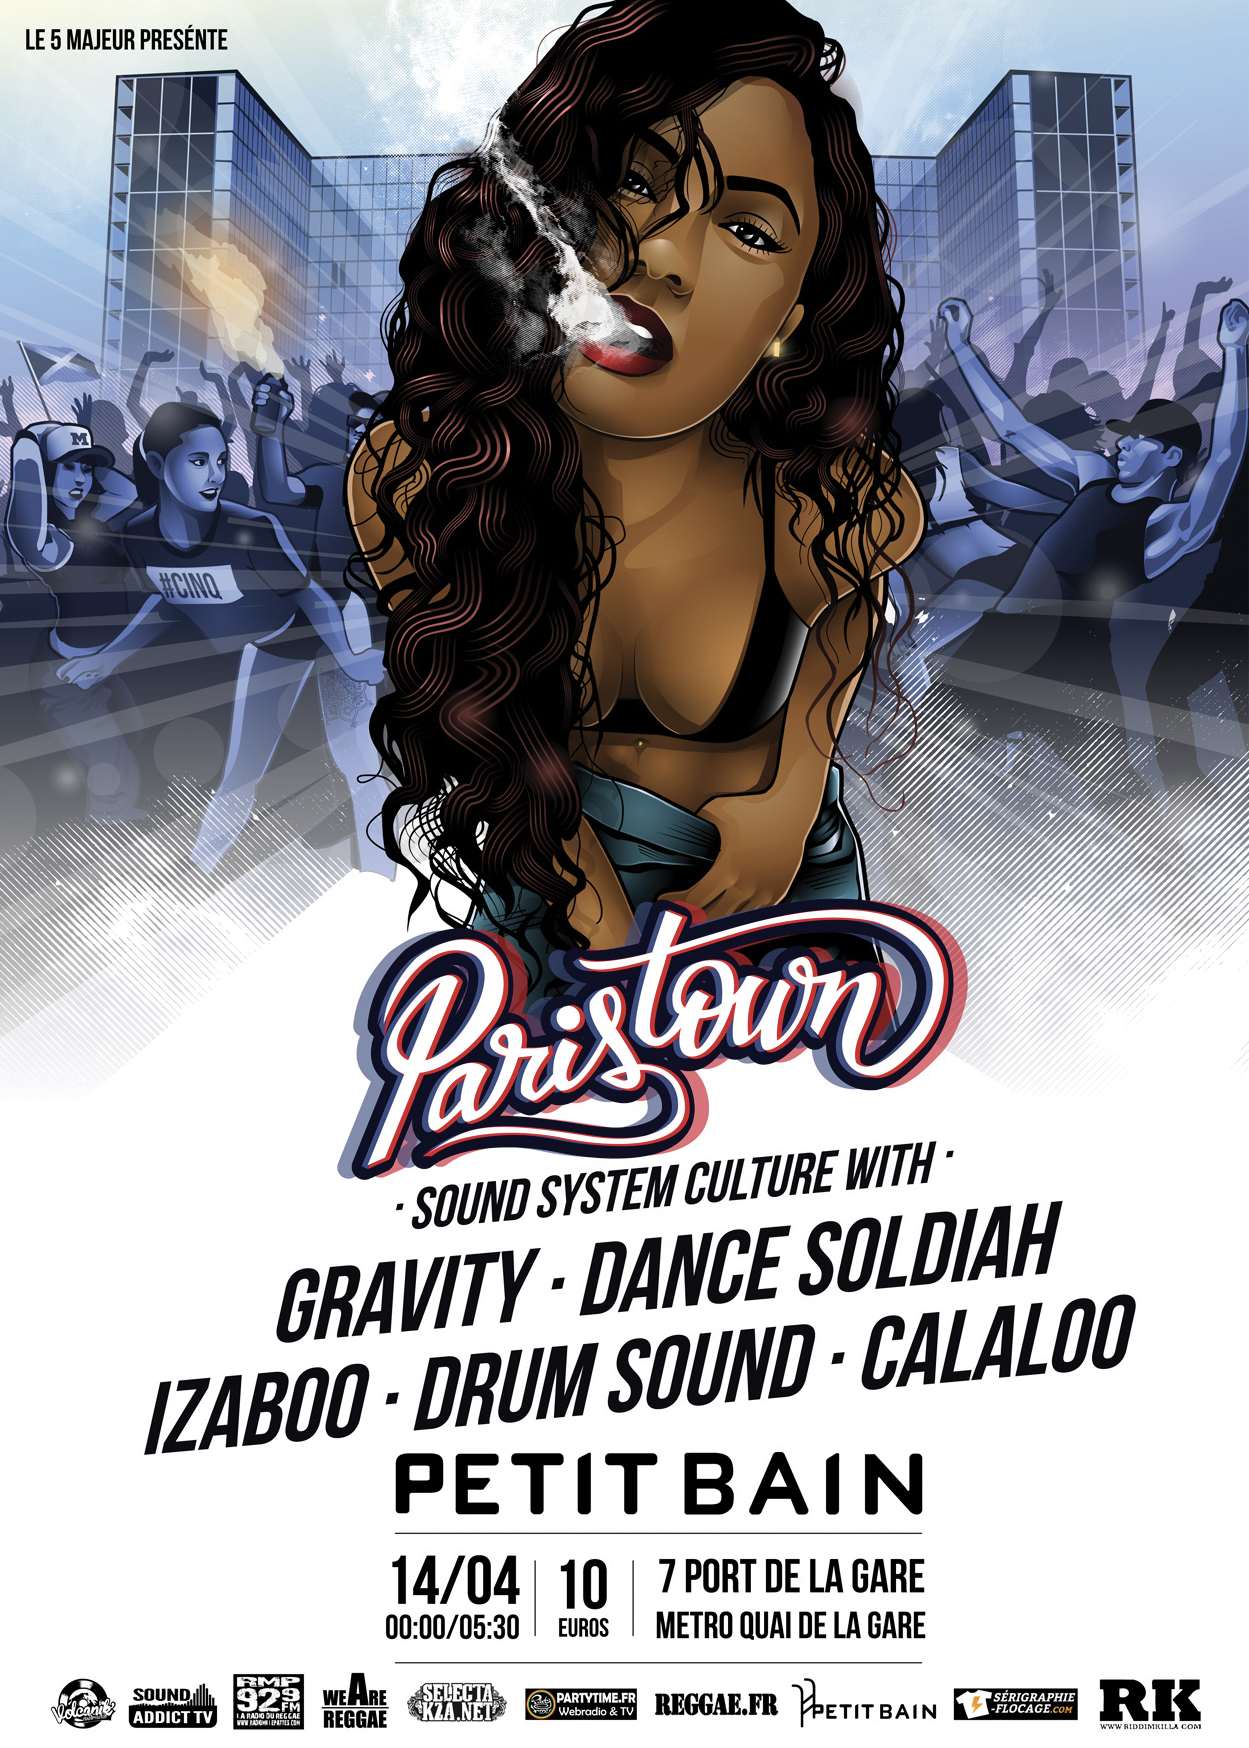 LE 5 MAJEUR PRESÉNTE
M
#CINQ
Paristown
· SOUND SYSTEM CULTURE WITH ·
GRAVITY · DANCE SOLDIAH
IZABOO · DRUM SOUND · CALALOO
PETIT BAIN
14/04
00:00/05:30
10
EUROS
7 PORT DE LA GARE
METRO QUAI DE LA GARE
Volcanik
SOUND
ADDICT TV
RMP
929
FM
LA RADIO DU REGGAE
WE ARE
REGGAE
SELECTA
KZA.NET
PARTYTIME.FR
Webradio & TV
REGGAE.FR
PETIT BAIN
SÉRIGRAPHIE
-FLOCAGE.COM
RK
WWW.RIDDIMKILLA.COM